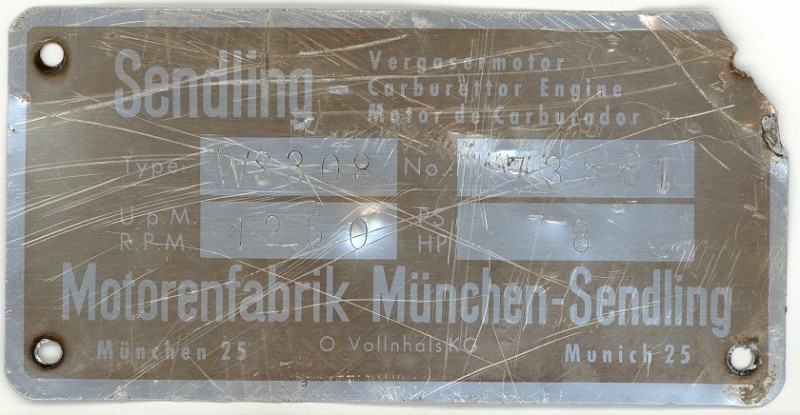 Sendling -
Vergasermotor
Carburettor Engine
Motor de Carburador
Type: WS 308 No. 3661
U.p.M. R.P.M. 1250 PS HP 8
Motorenfabrik München-Sendling
München 25 O. Vollnhals KG Munich 25